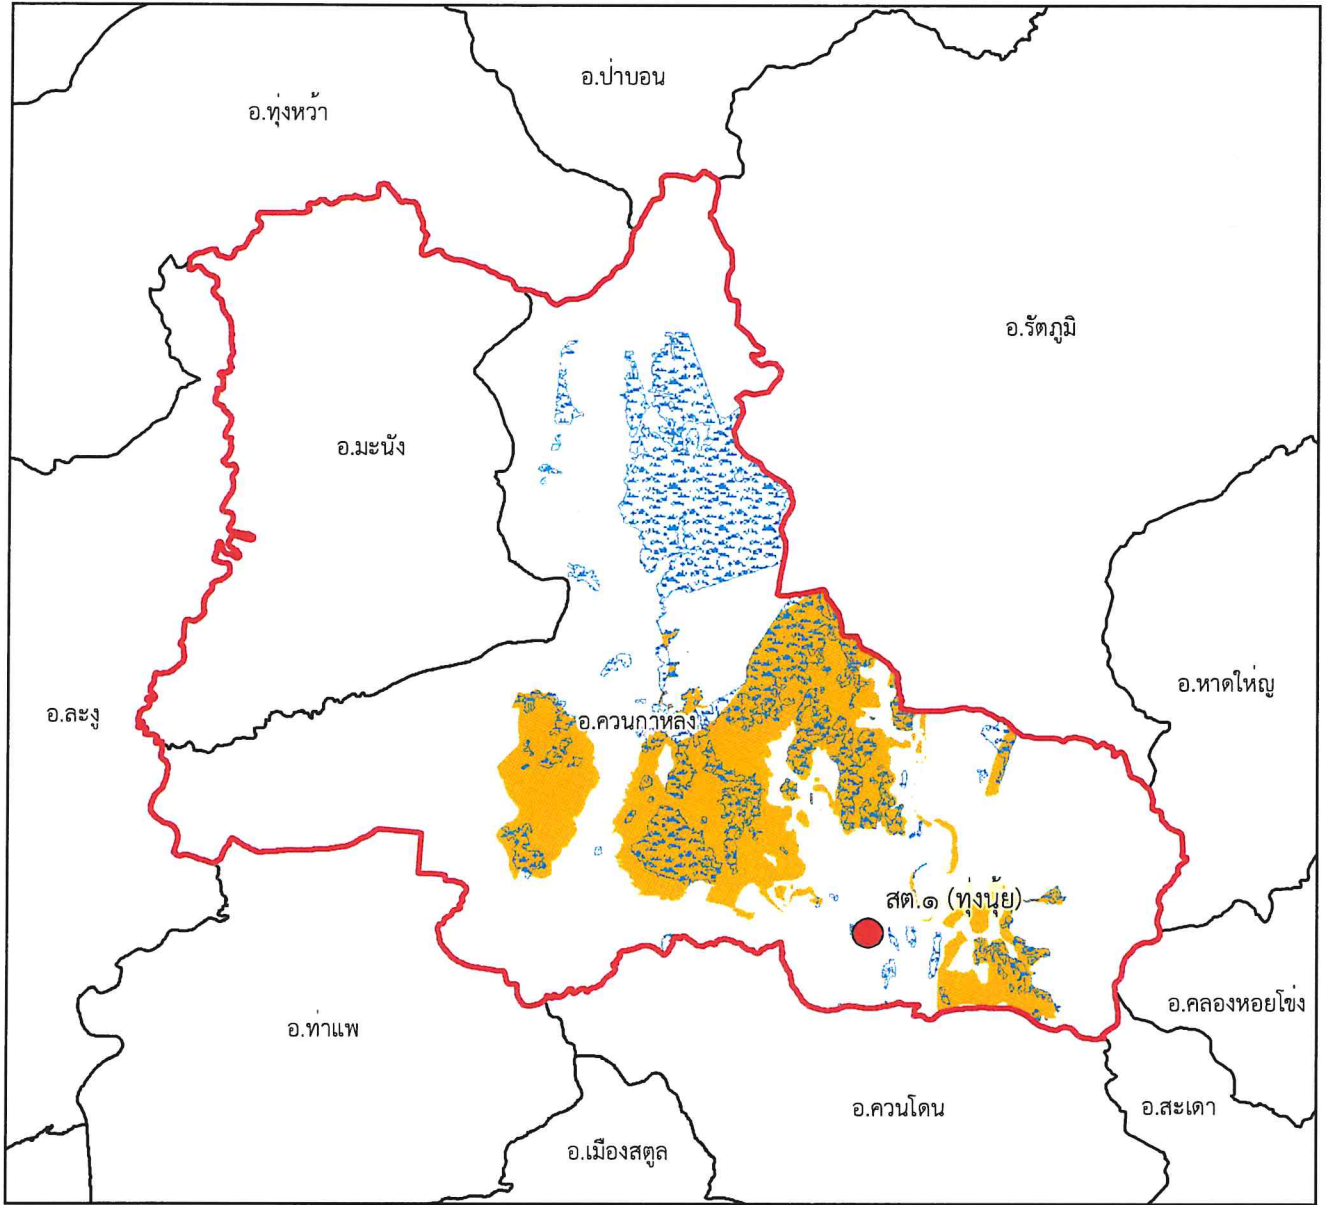 อ.ป่าบอน
อ.ทุ่งหว้า
อ.รัตภูมิ
อ.มะนัง
อ.หาดใหญ่
อ.ละงู
อ.ควนกาหลง
สต.๑ (ทุ่งนุ้ย)
อ.คลองหอยโข่ง
อ.ท่าแพ
อ.ควนโดน
อ.สะเดา
อ.เมืองสตูล